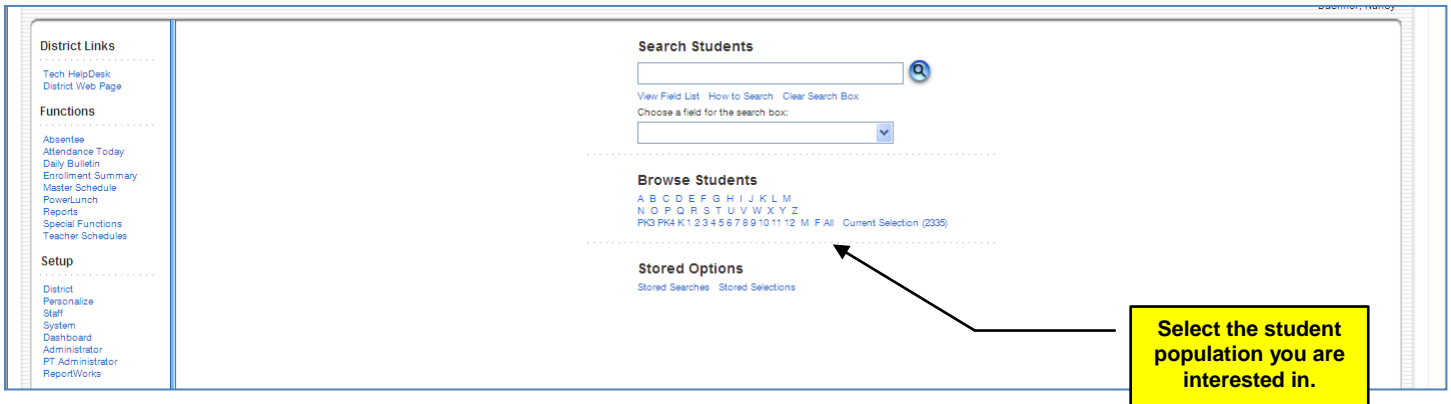 District Links
Tech HelpDesk
District Web Page
Functions
Absentee
Attendance Today
Daily Bulletin
Enrollment Summary
Master Schedule
PowerLunch
Reports
Special Functions
Teacher Schedules
Setup
District
Personalize
Staff
System
Dashboard
Administrator
PT Administrator
ReportWorks
Search Students
View Field List How to Search Clear Search Box
Choose a field for the search box:
Browse Students
A B C D E F G H I J K L M
N O P Q R S T U V W X Y Z
PK3 PK4 K 1 2 3 4 5 6 7 8 9 10 11 12 M F All Current Selection (2335)
Stored Options
Stored Searches Stored Selections
Select the student
population you are
interested in.